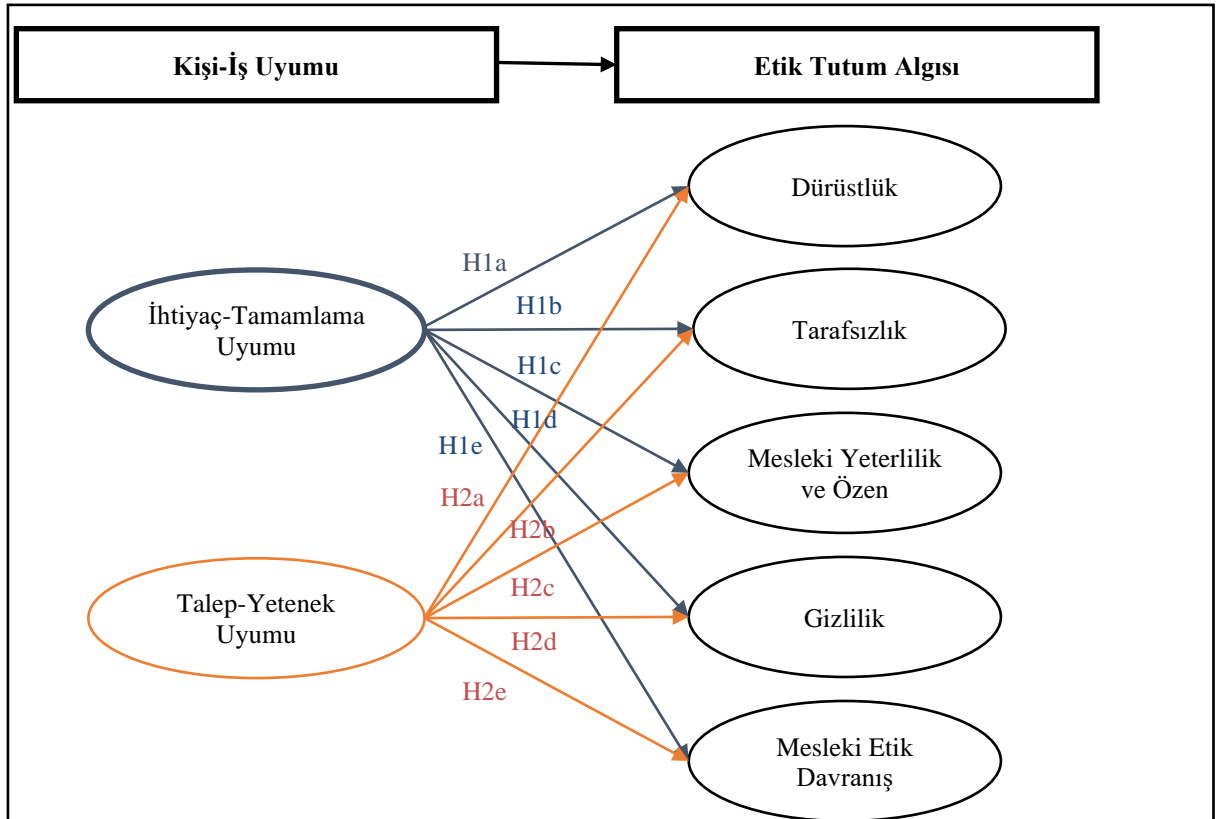 Kişi-İş Uyumu
Etik Tutum Algısı
Dürüstlük
H1a
İhtiyaç-Tamamlama
Uyumu
H1b
Tarafsızlık
H1c
H1d
H1e
Mesleki Yeterlilik
ve Özen
H2a
H2b
Talep-Yetenek
Uyumu
H2c
Gizlilik
H2d
H2e
Mesleki Etik
Davranış